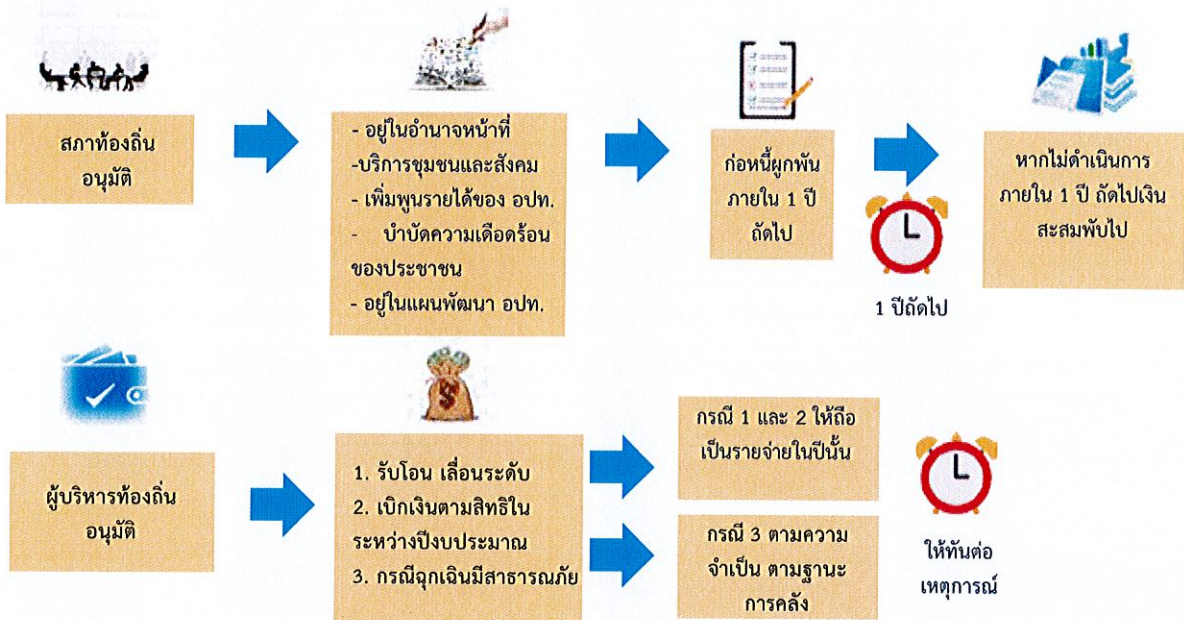 สภาท้องถิ่น
อนุมัติ
- อยู่ในอำนาจหน้าที่
-บริการชุมชนและสังคม
- เพิ่มพูนรายได้ของ อปท.
- บำบัดความเดือดร้อน
ของประชาชน
- อยู่ในแผนพัฒนา อปท.
ก่อหนี้ผูกพัน
ภายใน 1 ปี
ถัดไป
1 ปีถัดไป
หากไม่ดำเนินการ
ภายใน 1 ปี ถัดไปเงิน
สะสมพับไป
ผู้บริหารท้องถิ่น
อนุมัติ
1. รับโอน เลื่อนระดับ
2. เบิกเงินตามสิทธิใน
ระหว่างปีงบประมาณ
3. กรณีฉุกเฉินมีสาธารณภัย
กรณี 1 และ 2 ให้ถือ
เป็นรายจ่ายในปีนั้น
กรณี 3 ตามความ
จำเป็น ตามฐานะ
การคลัง
ให้ทันต่อ
เหตุการณ์